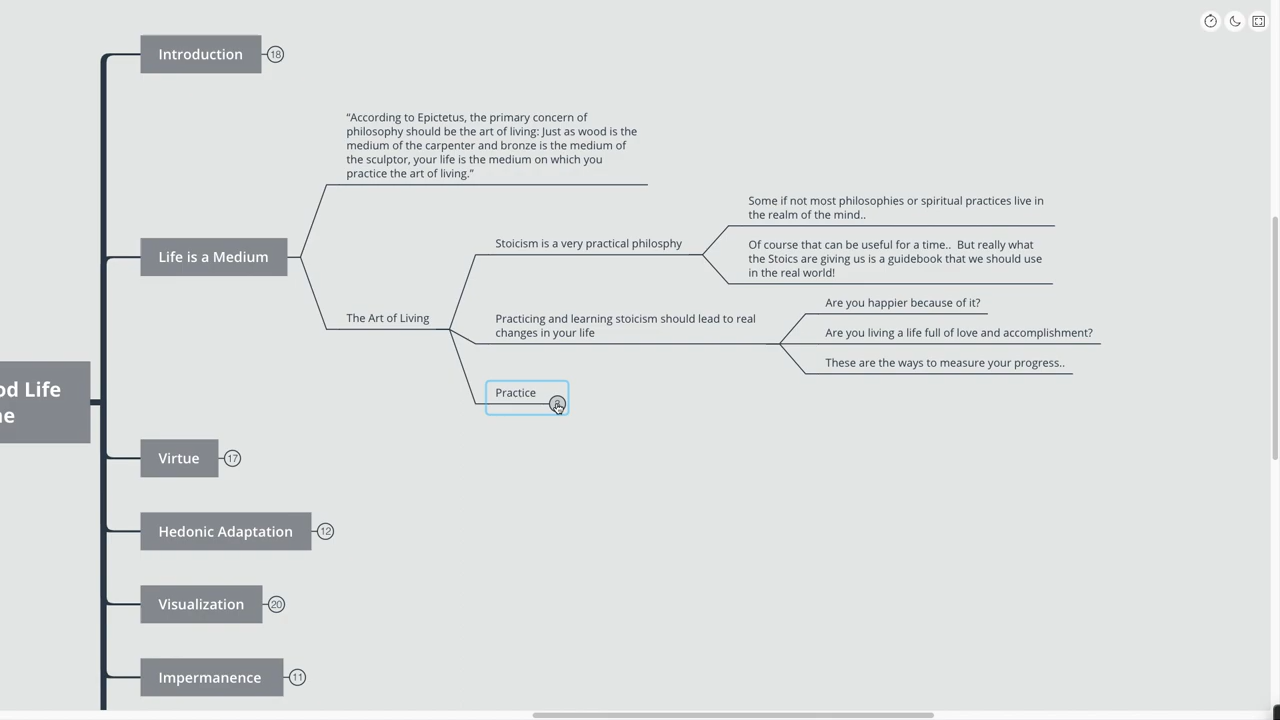 Introduction
18
“According to Epictetus, the primary concern of
philosophy should be the art of living: Just as wood is the
medium of the carpenter and bronze is the medium of
the sculptor, your life is the medium on which you
practice the art of living.”
Life is a Medium
The Art of Living
Stoicism is a very practical philosphy
Some if not most philosophies or spiritual practices live in
the realm of the mind..
Of course that can be useful for a time..  But really what
the Stoics are giving us is a guidebook that we should use
in the real world!
Practicing and learning stoicism should lead to real
changes in your life
Are you happier because of it?
Are you living a life full of love and accomplishment?
These are the ways to measure your progress..
Practice
od Life
ne
Virtue
17
Hedonic Adaptation
12
Visualization
20
Impermanence
11